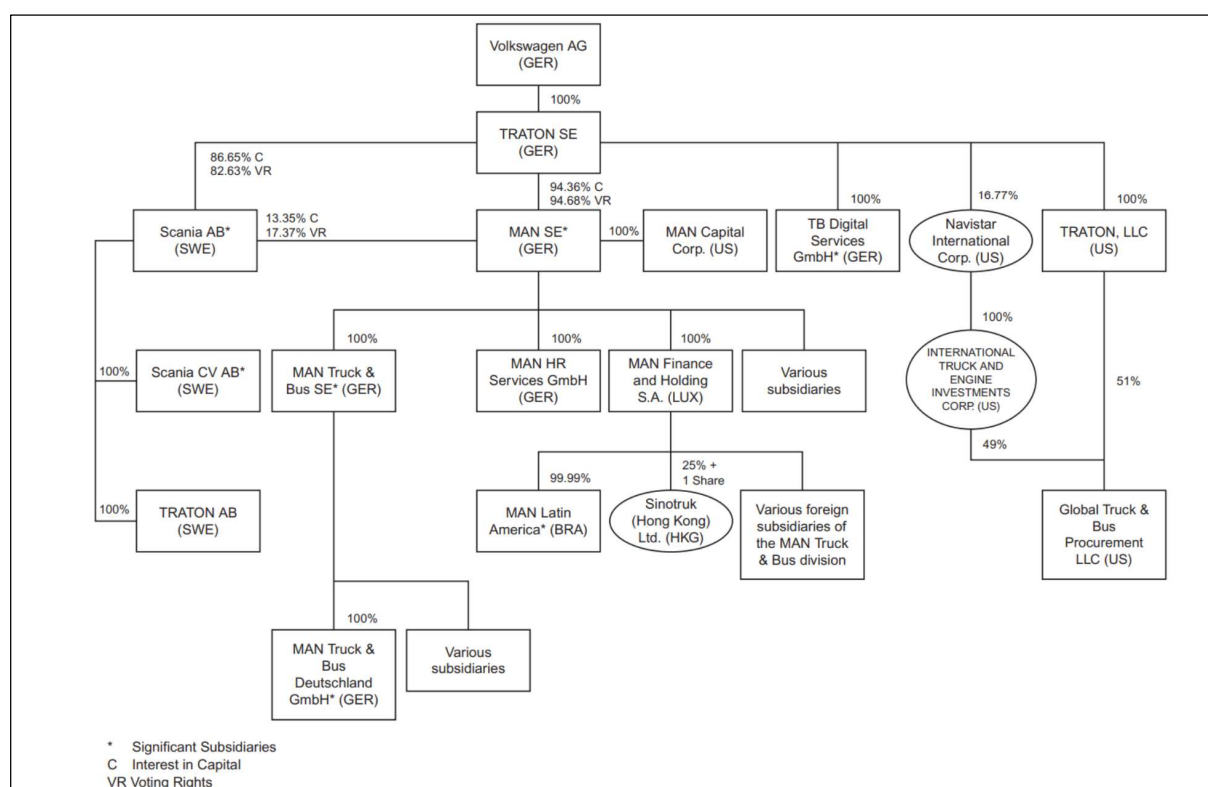 Volkswagen AG
(GER)
100%
TRATON SE
(GER)
86.65% C
82.63% VR
94.36% C
94.68% VR
100%
16.77%
100%
Scania AB*
(SWE)
13.35% C
17.37% VR
MAN SE*
(GER)
100%
MAN Capital
Corp. (US)
TB Digital
Services
GmbH* (GER)
Navistar
International
Corp. (US)
TRATON, LLC
(US)
100%
100%
100%
100%
100%
Scania CV AB*
(SWE)
MAN Truck &
Bus SE* (GER)
MAN HR
Services GmbH
(GER)
MAN Finance
and Holding
S.A. (LUX)
Various
subsidiaries
INTERNATIONAL
TRUCK AND
ENGINE
INVESTMENTS
CORP. (US)
51%
49%
99.99%
25% +
1 Share
100%
TRATON AB
(SWE)
MAN Latin
America* (BRA)
Sinotruk
(Hong Kong)
Ltd. (HKG)
Various foreign
subsidiaries of
the MAN Truck
& Bus division
Global Truck &
Bus
Procurement
LLC (US)
100%
MAN Truck &
Bus
Deutschland
GmbH* (GER)
Various
subsidiaries
* Significant Subsidiaries
C Interest in Capital
VR Voting Rights